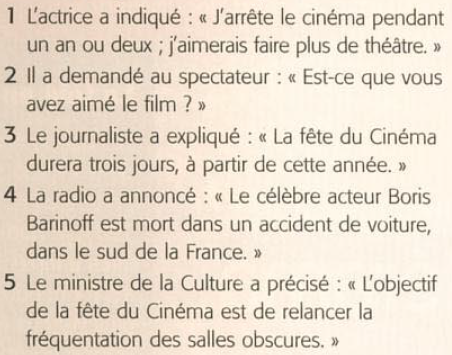 1 L'actrice a indiqué : « J'arrête le cinéma pendant
un an ou deux ; j'aimerais faire plus de théâtre. »
2 Il a demandé au spectateur : « Est-ce que vous
avez aimé le film ? »
3 Le journaliste a expliqué : « La fête du Cinéma
durera trois jours, à partir de cette année. »
4 La radio a annoncé : « Le célèbre acteur Boris
Barinoff est mort dans un accident de voiture,
dans le sud de la France. »
5 Le ministre de la Culture a précisé : « L'objectif
de la fête du Cinéma est de relancer la
fréquentation des salles obscures. »